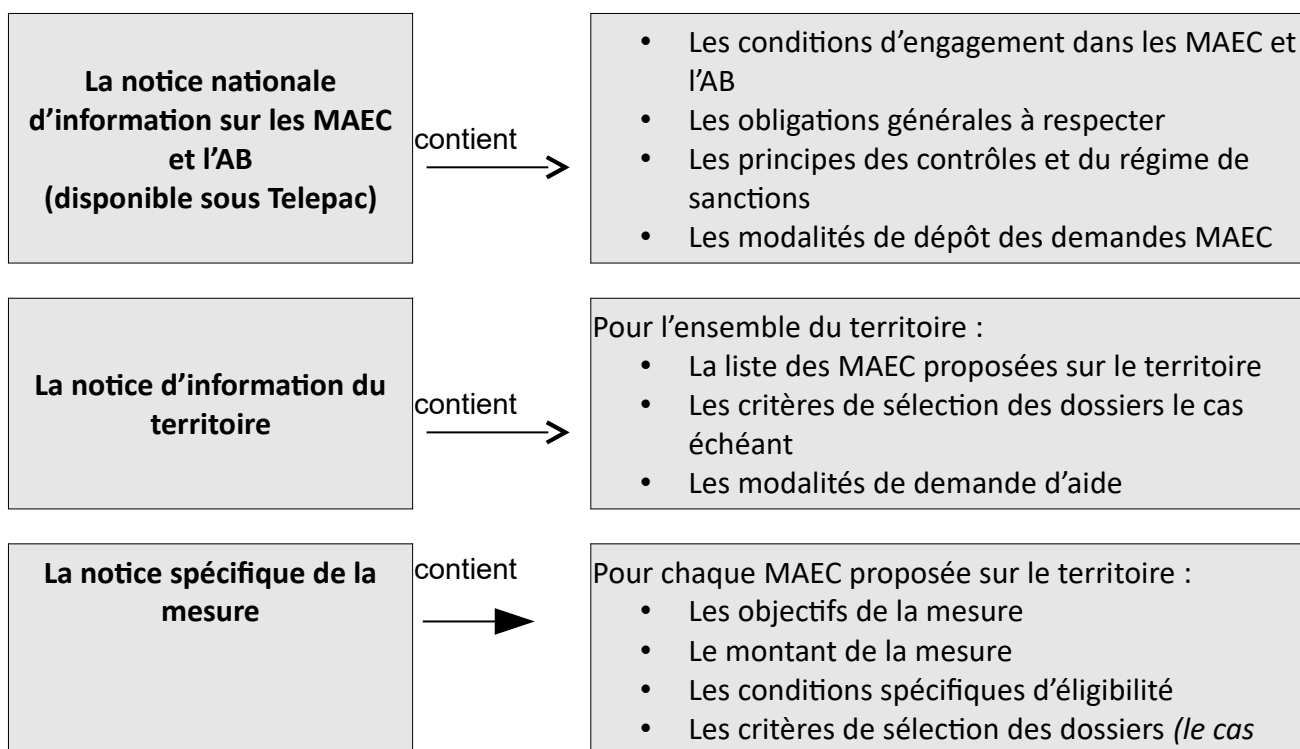 La notice nationale
d’information sur les MAEC
et l’AB
(disponible sous Telepac)
contient
• Les conditions d’engagement dans les MAEC et
l’AB
• Les obligations générales à respecter
• Les principes des contrôles et du régime de
sanctions
• Les modalités de dépôt des demandes MAEC
La notice d’information du
territoire
contient
Pour l’ensemble du territoire :
• La liste des MAEC proposées sur le territoire
• Les critères de sélection des dossiers le cas
échéant
• Les modalités de demande d’aide
La notice spécifique de la
mesure
contient
Pour chaque MAEC proposée sur le territoire :
• Les objectifs de la mesure
• Le montant de la mesure
• Les conditions spécifiques d’éligibilité
• Les critères de sélection des dossiers (le cas